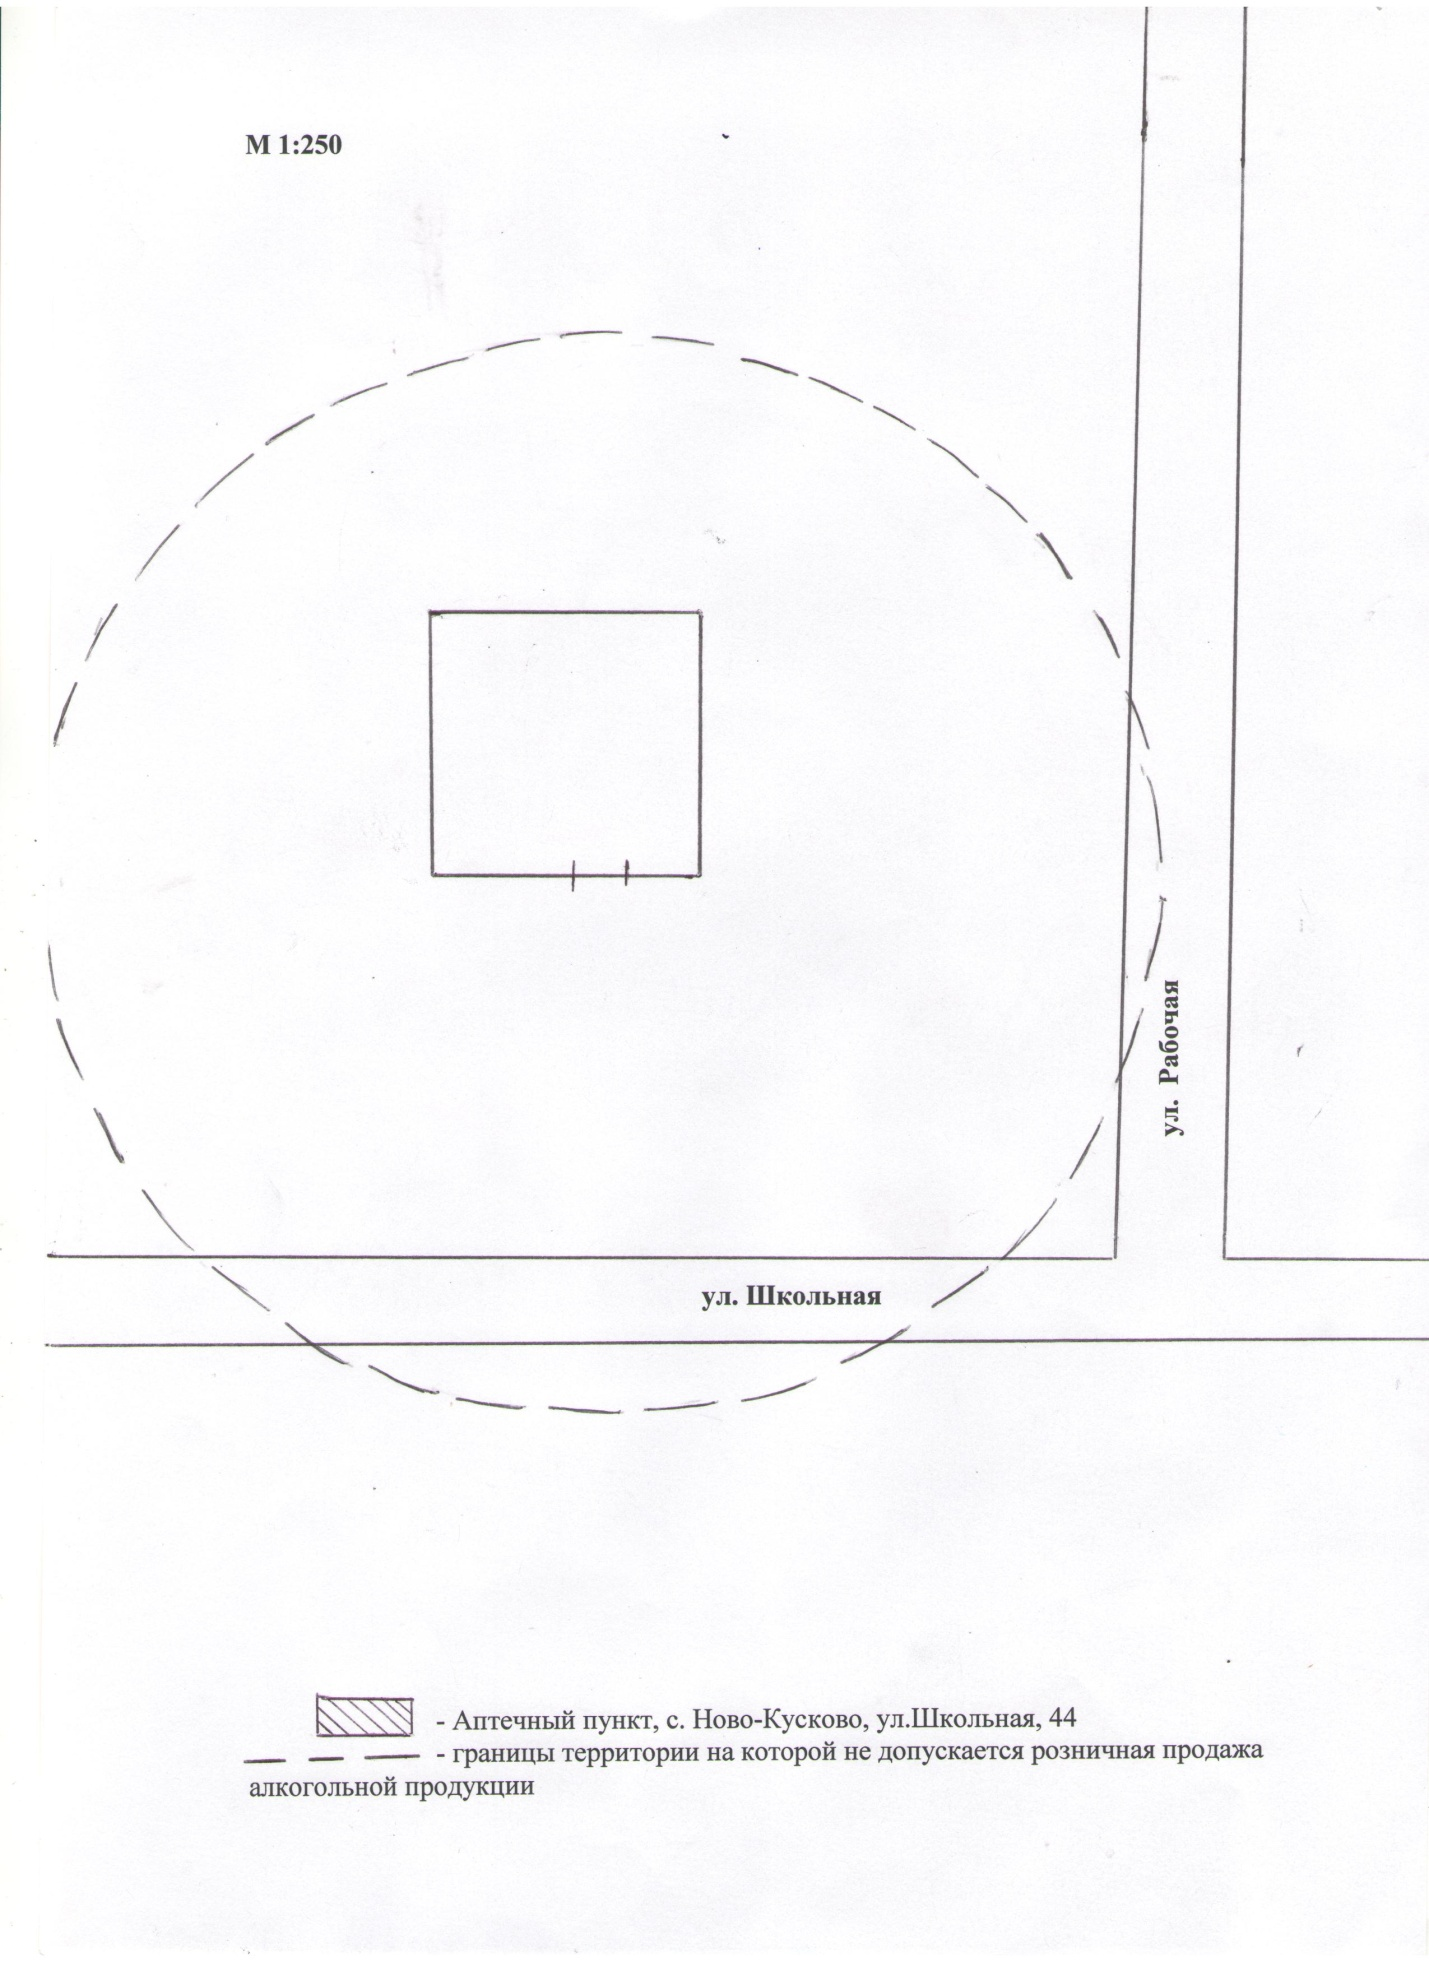 М 1:250
ул. Рабочая
ул. Школьная
- Аптечный пункт, с. Ново-Кусково, ул.Школьная, 44
- границы территории на которой не допускается розничная продажа
алкогольной продукции